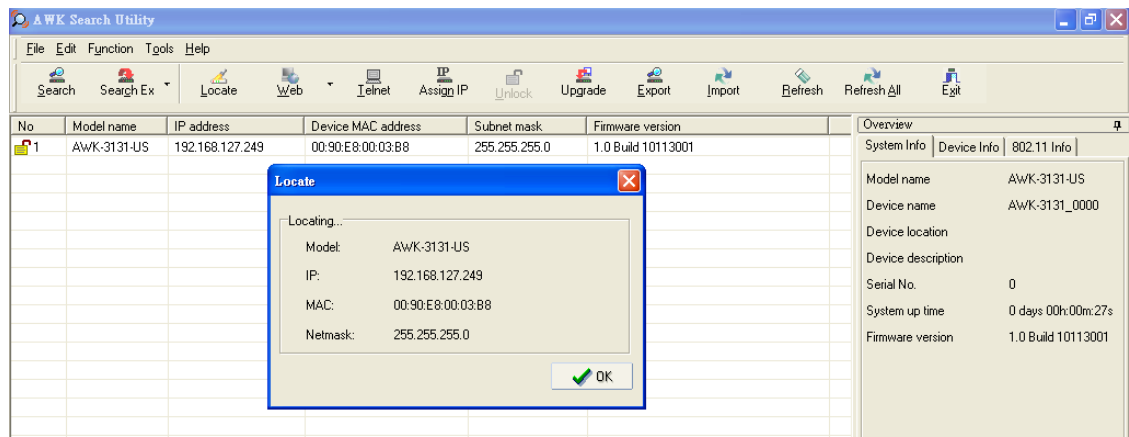 AWK Search Utility
File Edit Function Tools Help
Search Search Ex Locate Web Telnet IP Assign IP Unlock Upgrade Export Import Refresh Refresh All Exit
No Model name IP address Device MAC address Subnet mask Firmware version
1 AWK-3131-US 192.168.127.249 00:90:E8:00:03:B8 255.255.255.0 1.0 Build 10113001
Locate
Locating...
Model: AWK-3131-US
IP: 192.168.127.249
MAC: 00:90:E8:00:03:B8
Netmask: 255.255.255.0
OK
Overview
System Info Device Info 802.11 Info
Model name AWK-3131-US
Device name AWK-3131_0000
Device location
Device description
Serial No. 0
System up time 0 days 00h:00m:27s
Firmware version 1.0 Build 10113001